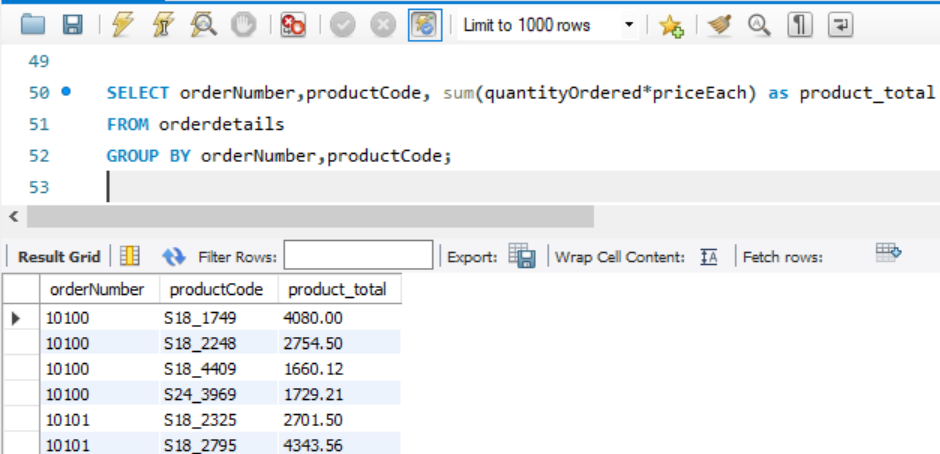 Limit to 1000 rows
49
50 SELECT orderNumber,productCode, sum(quantityOrdered*priceEach) as product_total
51 FROM orderdetails
52 GROUP BY orderNumber,productCode;
53
Result Grid Filter Rows: Export: Wrap Cell Content: Fetch rows:
orderNumber productCode product_total
10100 S18_1749 4080.00
10100 S18_2248 2754.50
10100 S18_4409 1660.12
10100 S24_3969 1729.21
10101 S18_2325 2701.50
10101 S18_2795 4343.56